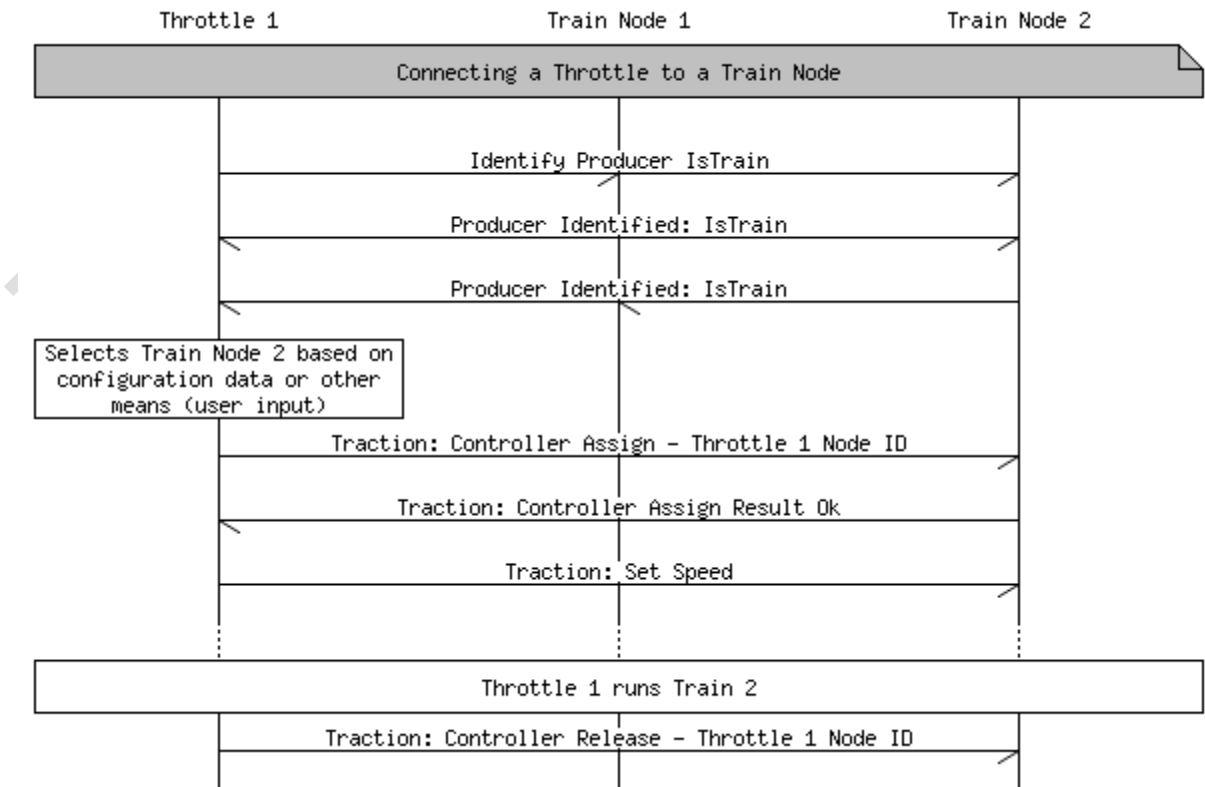 Throttle 1
Train Node 1
Train Node 2
Connecting a Throttle to a Train Node
Identify Producer IsTrain
Producer Identified: IsTrain
Producer Identified: IsTrain
Selects Train Node 2 based on
configuration data or other
means (user input)
Traction: Controller Assign - Throttle 1 Node ID
Traction: Controller Assign Result Ok
Traction: Set Speed
Throttle 1 runs Train 2
Traction: Controller Release - Throttle 1 Node ID